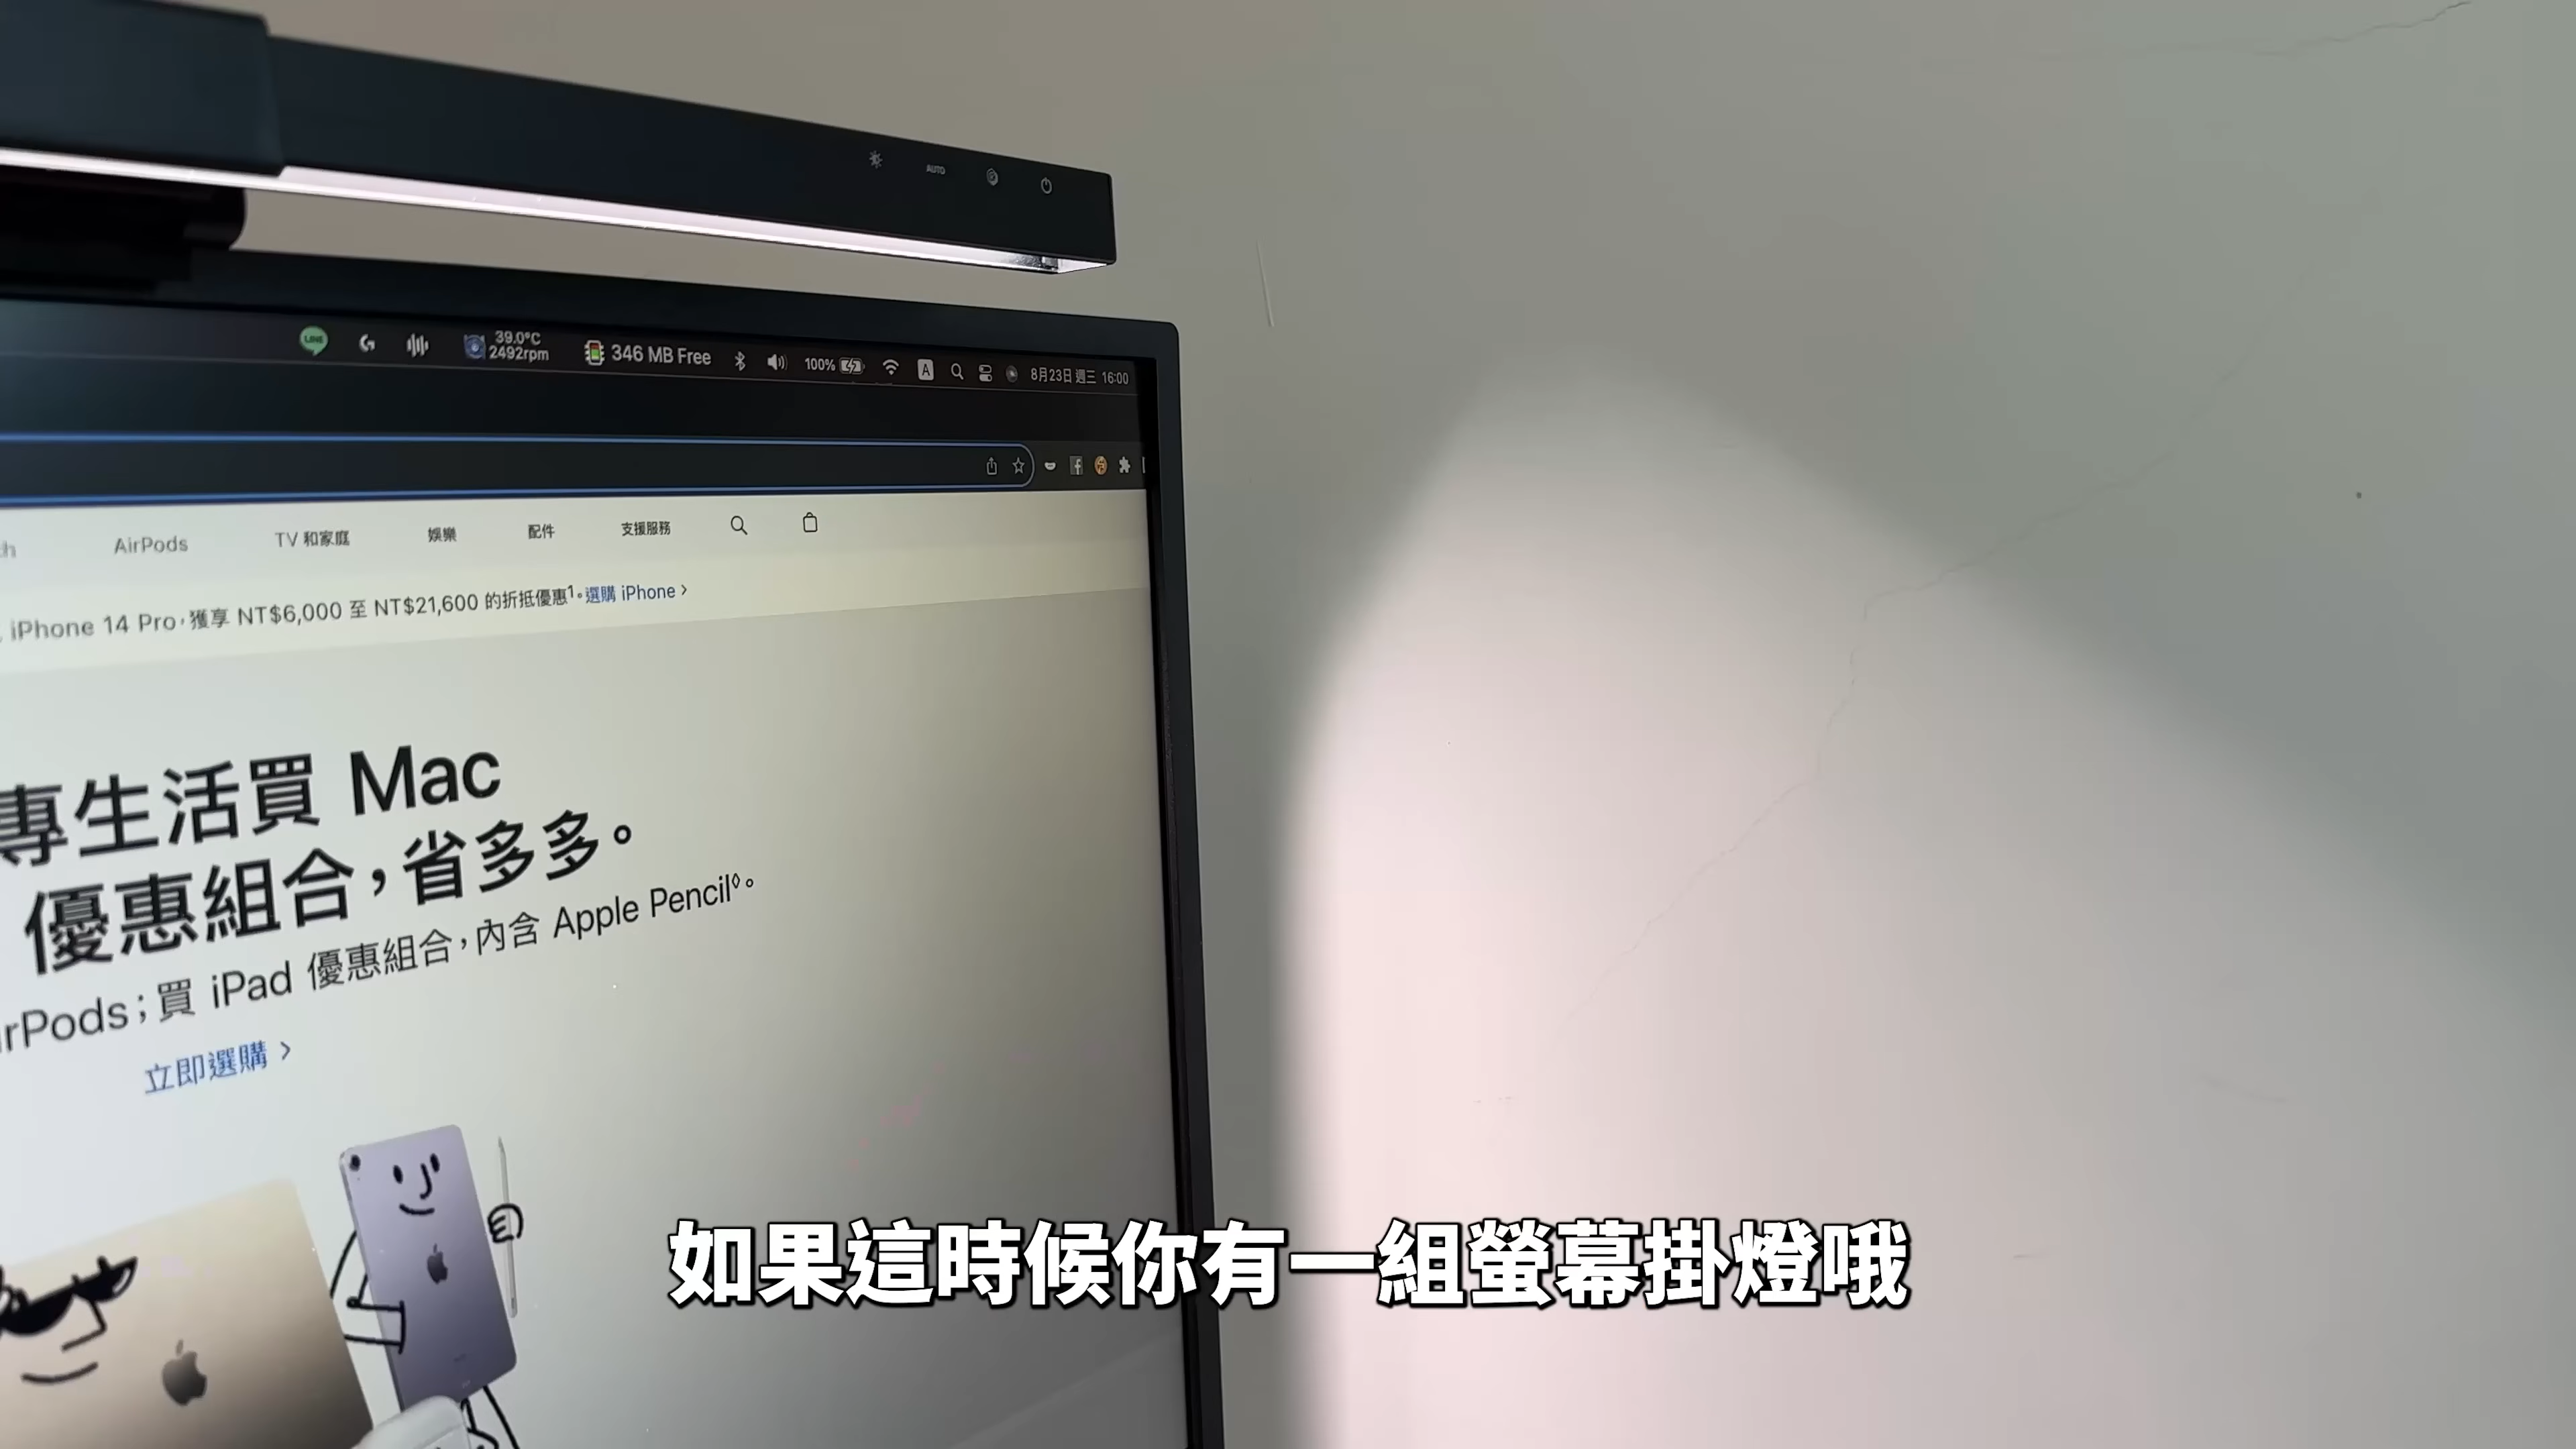 AUTO
LINE
39.0°C
2492rpm
346 MB Free
100%
A
8月23日 週三 16:00
AirPods
TV 和家庭
娛樂
配件
支援服務
iPhone 14 Pro，獲享 NT$6,000 至 NT$21,600 的折抵優惠¹。選購 iPhone >
專生活買 Mac
優惠組合，省多多。
rPods；買 iPad 優惠組合，內含 Apple Pencil◊。
立即選購 >
如果這時候你有一組螢幕掛燈哦